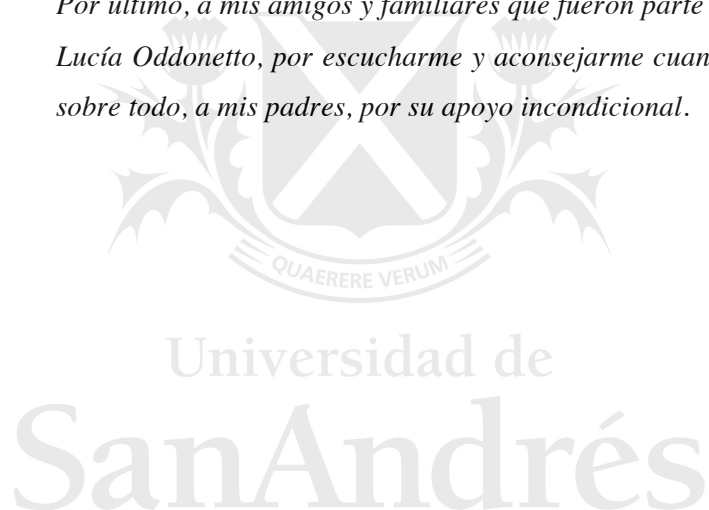 Por último, a mis amigos y familiares que fueron parte
Lucía Oddonetto, por escucharme y aconsejarme cuan
sobre todo, a mis padres, por su apoyo incondicional.
QUAERERE VERUM
Universidad de
SanAndrés